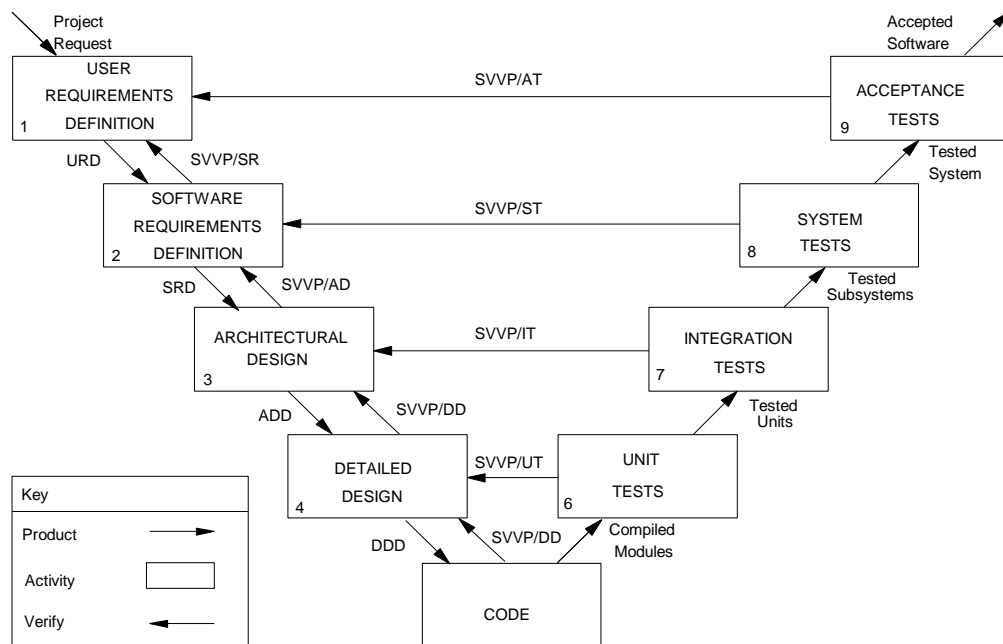 Project
Request
Accepted
Software
USER
REQUIREMENTS
DEFINITION
1
SVVP/AT
ACCEPTANCE
TESTS
9
URD
SVVP/SR
Tested
System
SOFTWARE
REQUIREMENTS
DEFINITION
2
SVVP/ST
SYSTEM
TESTS
8
SRD
SVVP/AD
Tested
Subsystems
ARCHITECTURAL
DESIGN
3
SVVP/IT
INTEGRATION
TESTS
7
ADD
SVVP/DD
Tested
Units
DETAILED
DESIGN
4
SVVP/UT
UNIT
TESTS
6
DDD
SVVP/DD
Compiled
Modules
CODE
Key
Product
Activity
Verify